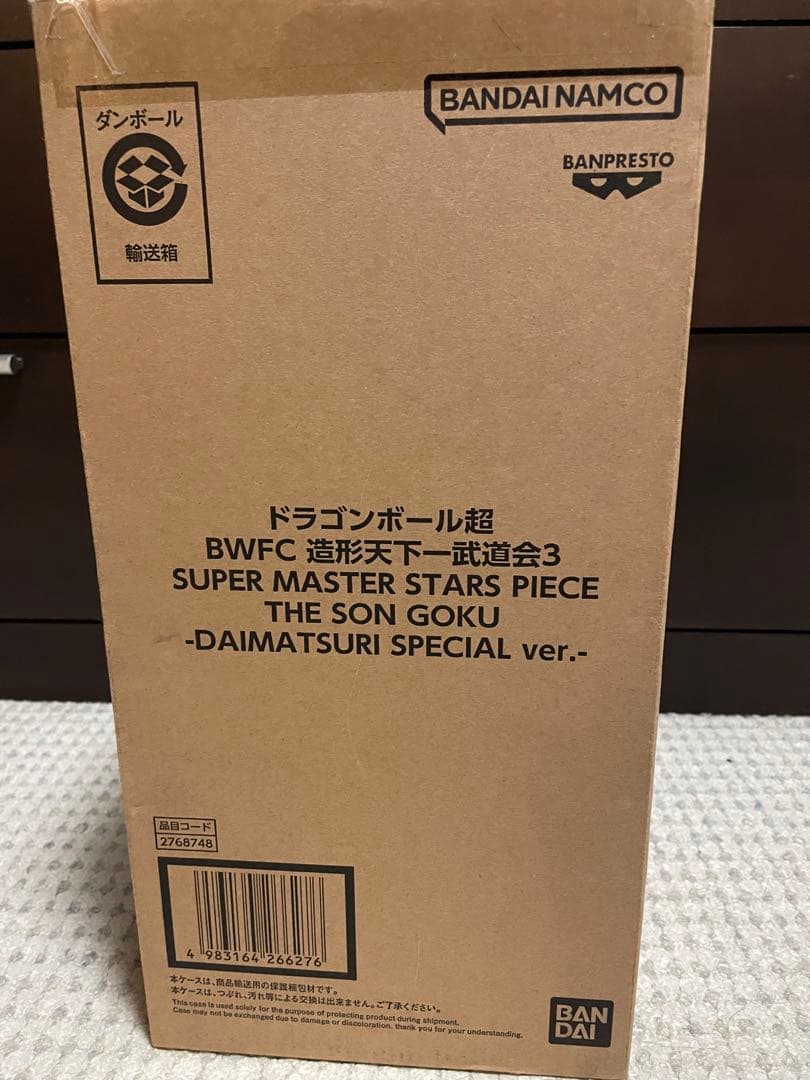 ダンボール
輸送箱
BANDAI NAMCO
BANPRESTO
ドラゴンボール超
BWFC 造形天下一武道会3
SUPER MASTER STARS PIECE
THE SON GOKU
-DAIMATSURI SPECIAL ver.-
品目コード
2768748
4 983164 266276
本ケースは、商品輸送用の保護梱包材です。
本ケースは、つぶれ、汚れ等による交換は出来ません。ご了承ください。
This case is used solely for the purpose of protecting product during shipment.
Case may not be exchanged due to damage or discoloration. thank you for your understanding.
BAN
DAI